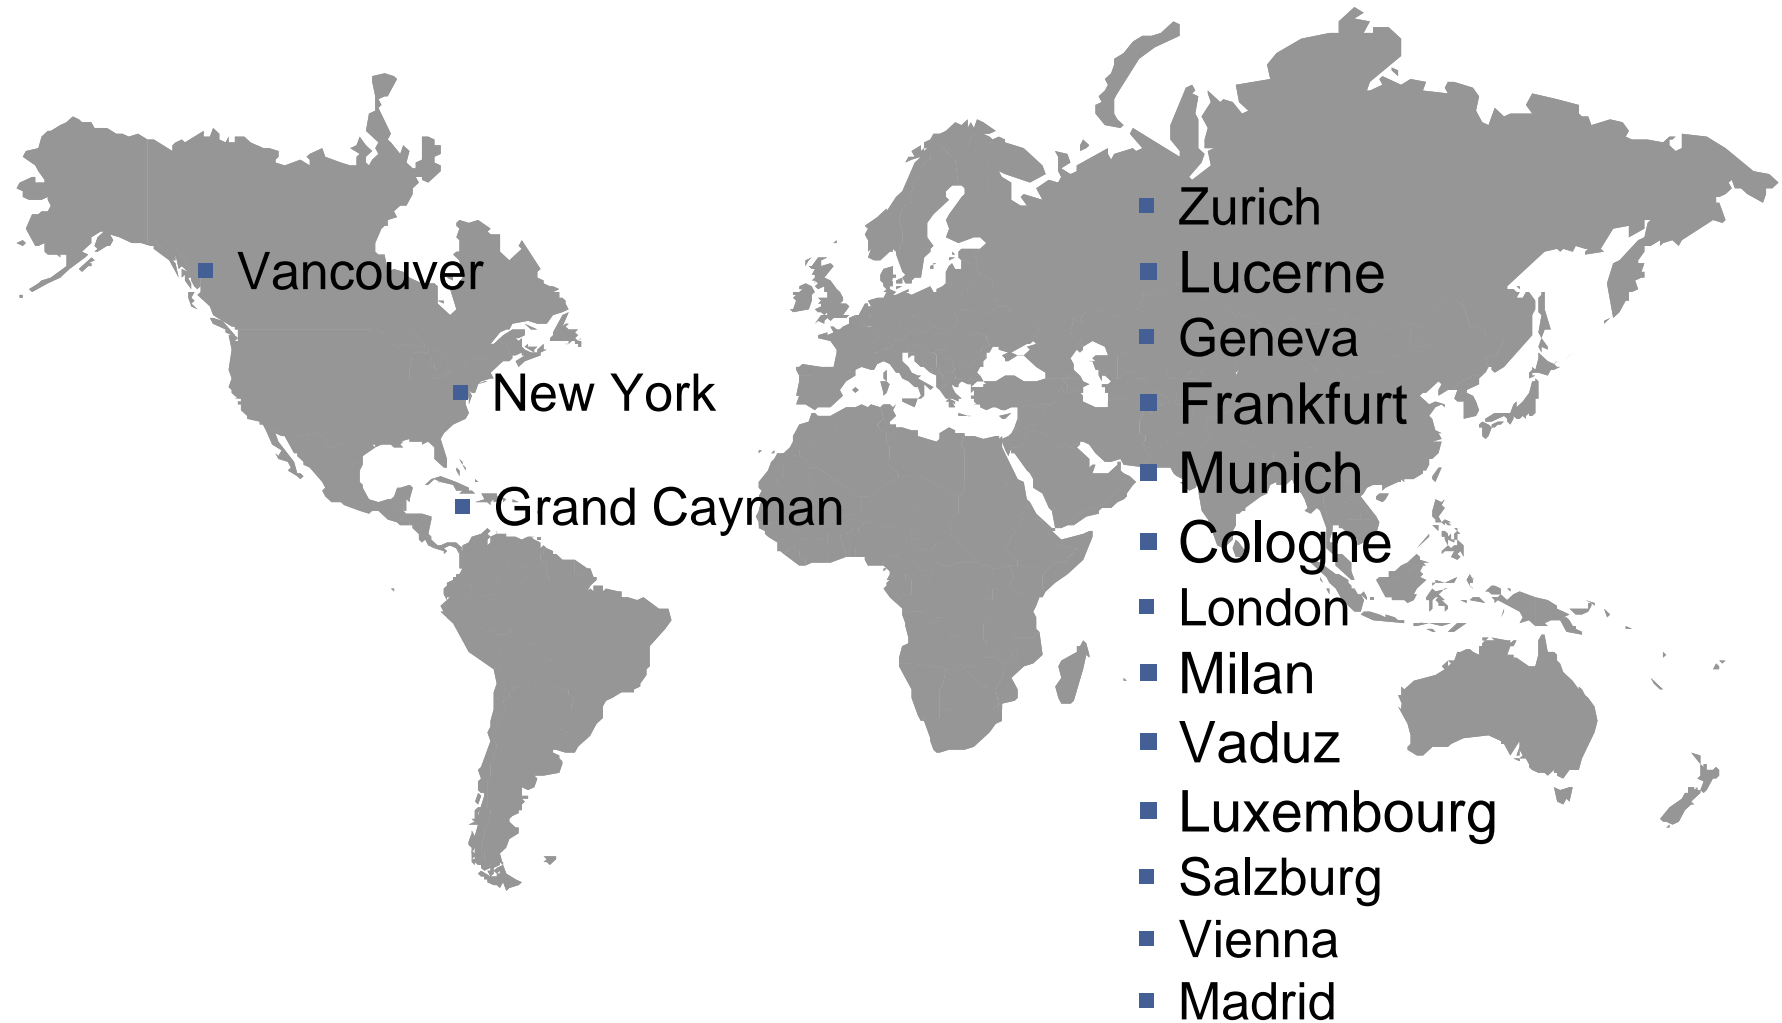 Vancouver
New York
Grand Cayman
Zurich
Lucerne
Geneva
Frankfurt
Munich
Cologne
London
Milan
Vaduz
Luxembourg
Salzburg
Vienna
Madrid